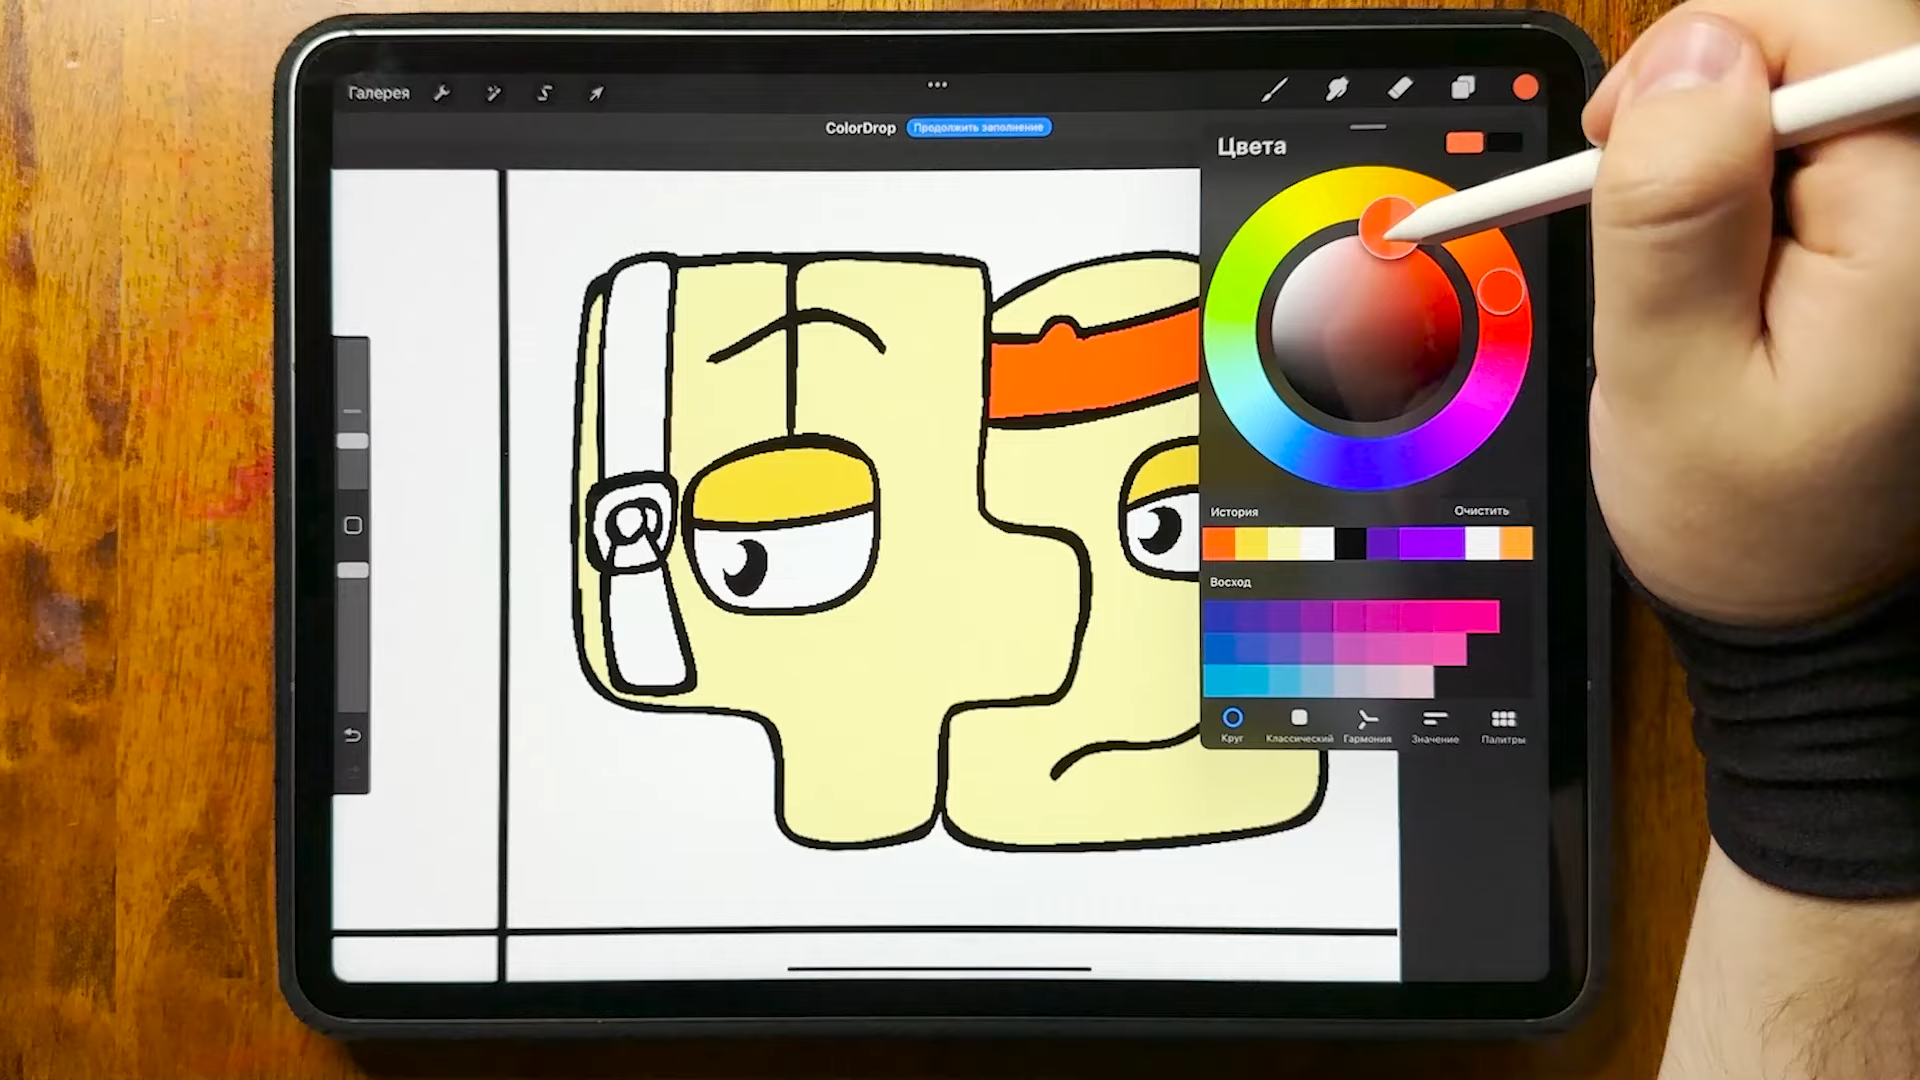 Галерея
ColorDrop Продолжить заполнение
Цвета
История Очистить
Восход
Круг Классический Гармония Значение Палитры